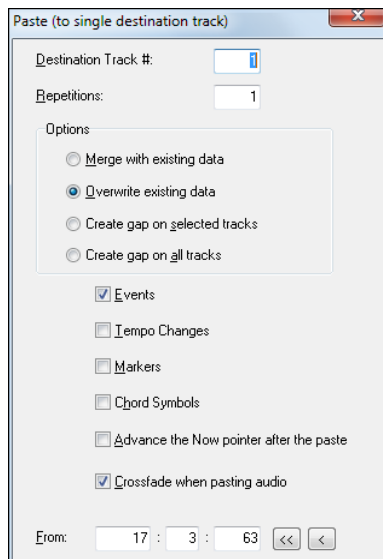 Paste (to single destination track)
Destination Track #: 1
Repetitions: 1
Options
Merge with existing data
Overwrite existing data
Create gap on selected tracks
Create gap on all tracks
Events
Tempo Changes
Markers
Chord Symbols
Advance the Now pointer after the paste
Crossfade when pasting audio
From: 17 : 3 : 63 << <